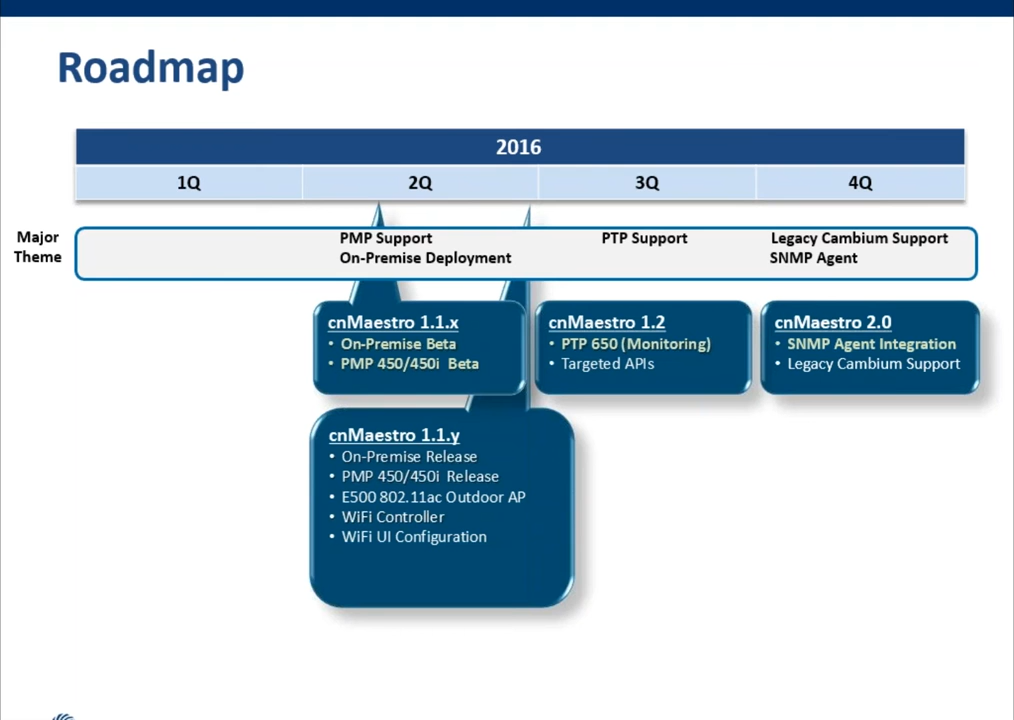 Roadmap
2016
1Q 2Q 3Q 4Q
Major
Theme
PMP Support
On-Premise Deployment
PTP Support
Legacy Cambium Support
SNMP Agent
cnMaestro 1.1.x
• On-Premise Beta
• PMP 450/450i Beta
cnMaestro 1.2
• PTP 650 (Monitoring)
• Targeted APIs
cnMaestro 2.0
• SNMP Agent Integration
• Legacy Cambium Support
cnMaestro 1.1.y
• On-Premise Release
• PMP 450/450i Release
• E500 802.11ac Outdoor AP
• WiFi Controller
• WiFi UI Configuration